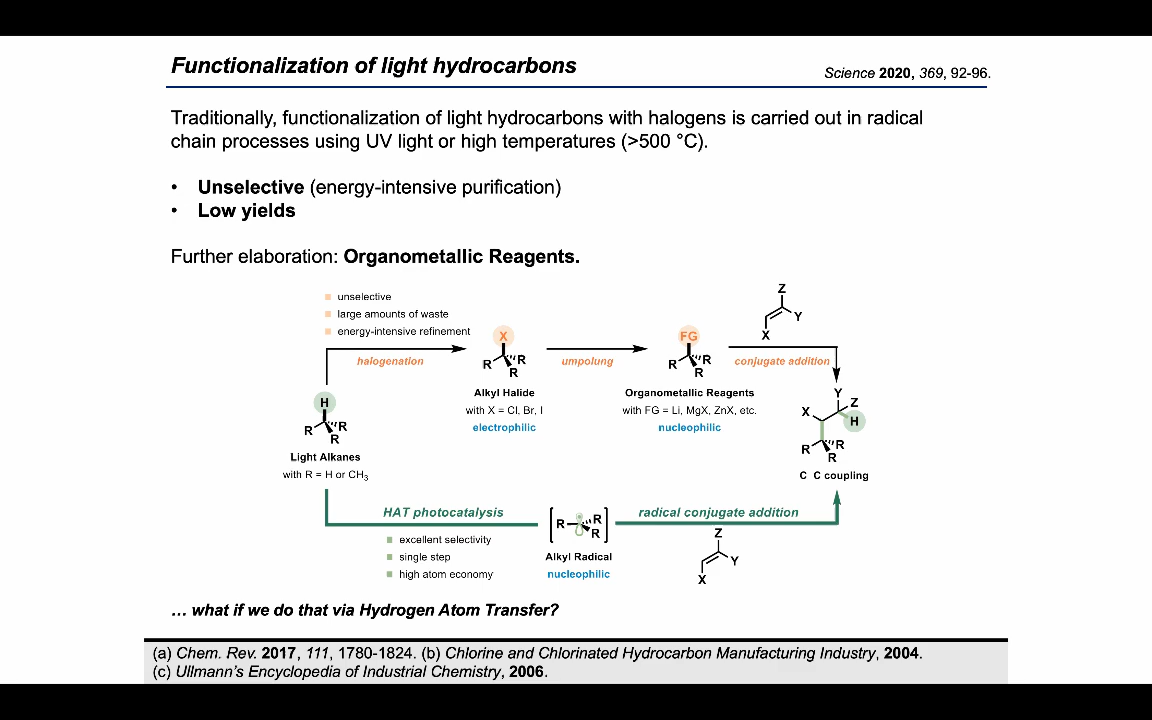 Functionalization of light hydrocarbons
Science 2020, 369, 92-96.
Traditionally, functionalization of light hydrocarbons with halogens is carried out in radical
chain processes using UV light or high temperatures (>500 °C).
• Unselective (energy-intensive purification)
• Low yields
Further elaboration: Organometallic Reagents.
unselective
large amounts of waste
energy-intensive refinement
halogenation
X
R
R
R
Alkyl Halide
with X = Cl, Br, I
electrophilic
umpolung
FG
R
R
R
Organometallic Reagents
with FG = Li, MgX, ZnX, etc.
nucleophilic
Z
Y
X
conjugate addition
H
R
R
R
Light Alkanes
with R = H or CH3
Y
Z
X
H
R
R
R
C C coupling
HAT photocatalysis
excellent selectivity
single step
high atom economy
R
R
R
Alkyl Radical
nucleophilic
radical conjugate addition
Z
Y
X
... what if we do that via Hydrogen Atom Transfer?
(a) Chem. Rev. 2017, 111, 1780-1824. (b) Chlorine and Chlorinated Hydrocarbon Manufacturing Industry, 2004.
(c) Ullmann's Encyclopedia of Industrial Chemistry, 2006.